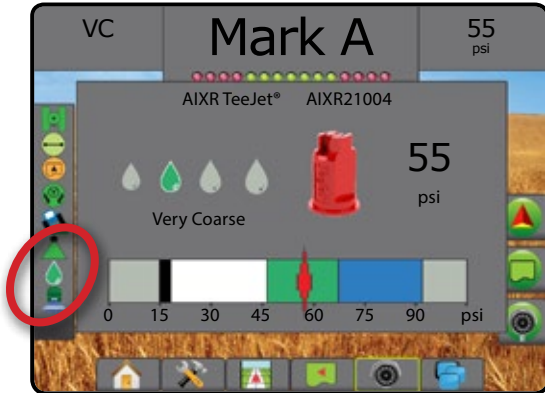 VC Mark A 55
psi
AIXR TeeJet® AIXR21004
55
psi
Very Coarse
0 15 30 45 60 75 90 psi